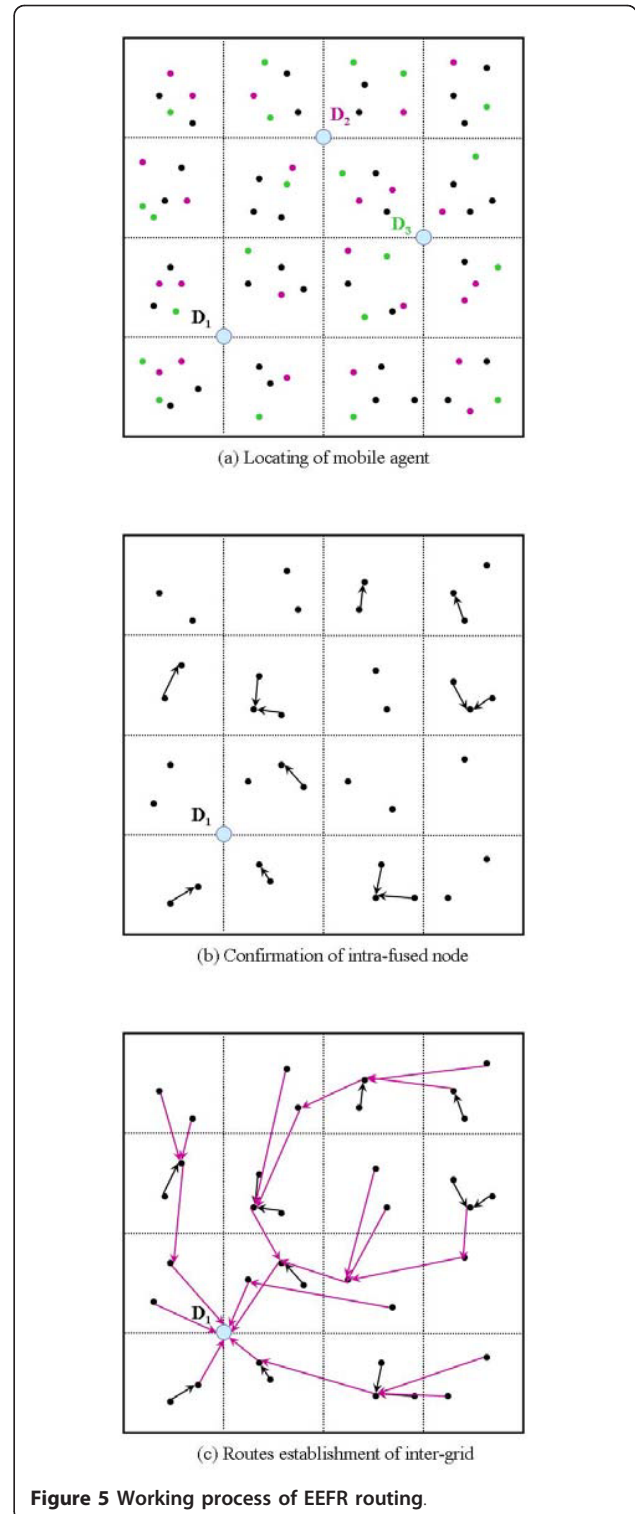 D2
D3
D1
(a) Locating of mobile agent
D1
(b) Confirmation of intra-fused node
D1
(c) Routes establishment of inter-grid
Figure 5 Working process of EEFR routing.